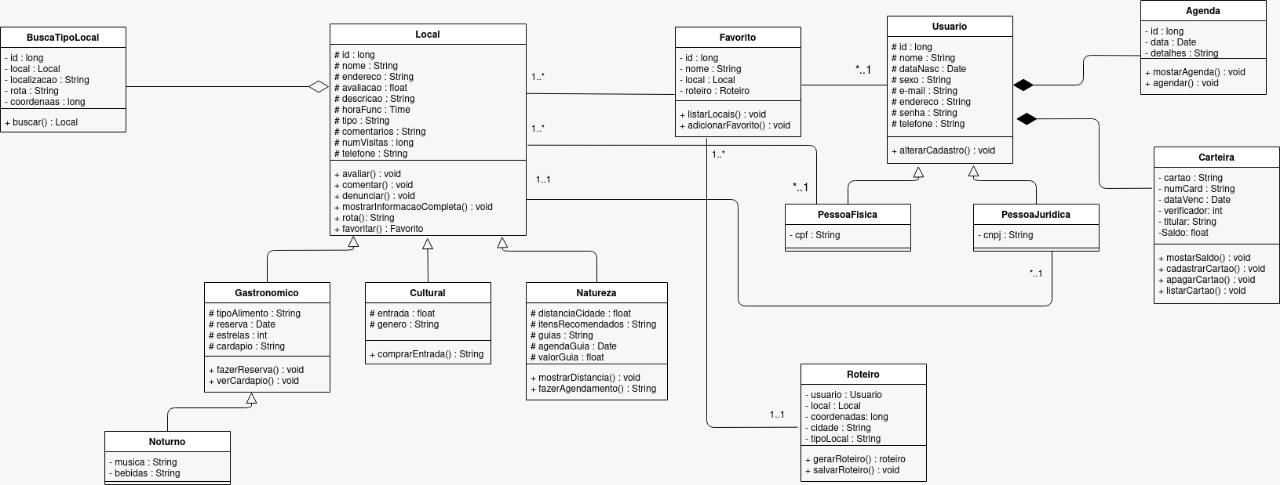 BuscaTipoLocal
- id : long
- local : Local
- localizacao : String
- rota : String
- coordenaas : long
+ buscar() : Local
Local
# id : long
# nome : String
# endereco : String
# avaliacao : float
# descricao : String
# horaFunc : Time
# tipo : String
# comentarios : String
# numVisitas : long
# telefone : String
+ avaliar() : void
+ comentar() : void
+ denunciar() : void
+ mostrarInformacaoCompleta() : void
+ rota(): String
+ favoritar() : Favorito
1..*
1..*
1..1
Favorito
- id : long
- nome : String
- local : Local
- roteiro : Roteiro
+ listarLocais() : void
+ adicionarFavorito() : void
1..*
*..1
Usuario
# id : long
# nome : String
# dataNasc : Date
# sexo : String
# e-mail : String
# endereco : String
# senha : String
# telefone : String
+ alterarCadastro() : void
Agenda
- id : long
- data : Date
- detalhes : String
+ mostarAgenda() : void
+ agendar() : void
Carteira
- cartao : String
- numCard : String
- dataVenc : Date
- verificador: int
- titular: String
-Saldo: float
+ mostarSaldo() : void
+ cadastrarCartao() : void
+ apagarCartao() : void
+ listarCartao() : void
*..1
PessoaFisica
- cpf : String
PessoaJuridica
- cnpj : String
*..1
Gastronomico
# tipoAlimento : String
# reserva : Date
# estrelas : int
# cardapio : String
+ fazerReserva() : void
+ verCardapio() : void
Cultural
# entrada : float
# genero : String
+ comprarEntrada() : String
Natureza
# distanciaCidade : float
# itensRecomendados : String
# guias : String
# agendaGuia : Date
# valorGuia : float
+ mostrarDistancia() : void
+ fazerAgendamento() : String
1..1
Roteiro
- usuario : Usuario
- local : Local
- coordenadas: long
- cidade : String
- tipoLocal : String
+ gerarRoteiro() : roteiro
+ salvarRoteiro() : void
Noturno
- musica : String
- bebidas : String